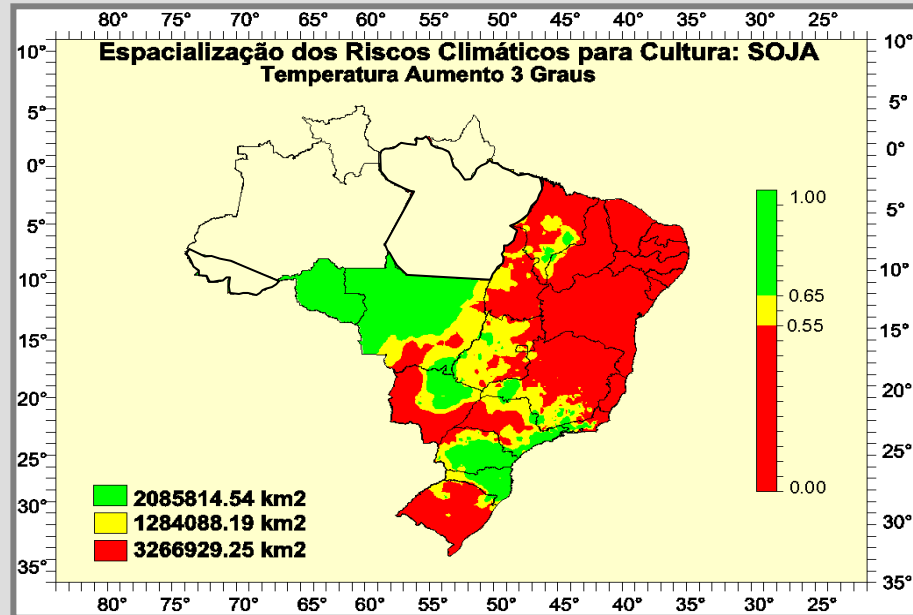 80° 75° 70° 65° 60° 55° 50° 45° 40° 35° 30° 25°
10° Espacialização dos Riscos Climáticos para Cultura: SOJA 10°
Temperatura Aumento 3 Graus
5° 5°
0° 0°
1.00
5° 5°
10° 10°
0.65
0.55
15° 15°
20° 20°
25° 25°
0.00
2085814.54 km2
30° 1284088.19 km2 30°
3266929.25 km2
35° 35°
80° 75° 70° 65° 60° 55° 50° 45° 40° 35° 30° 25°